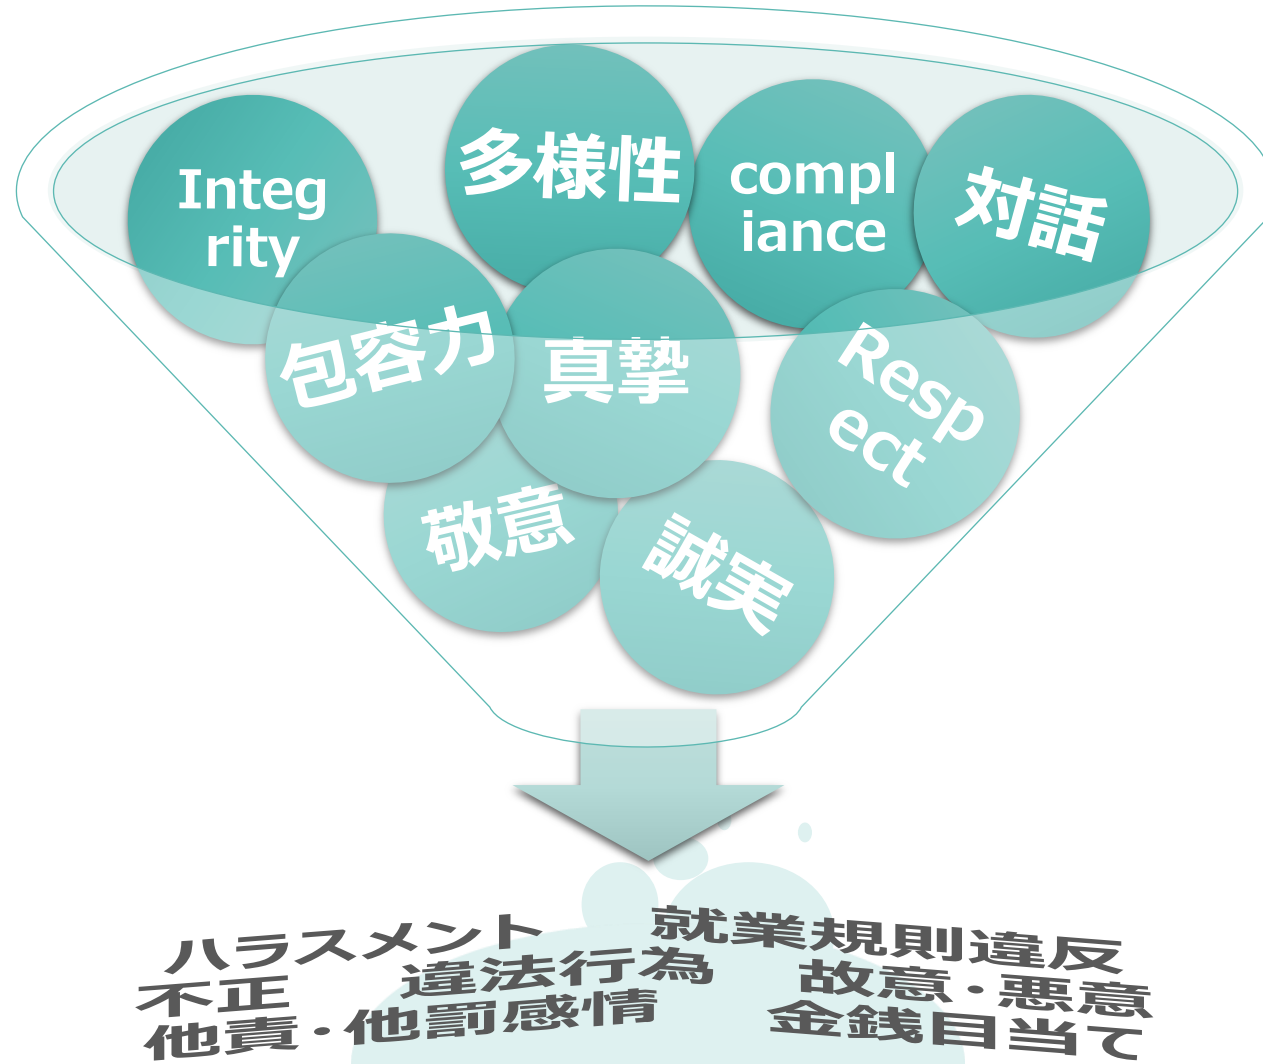 Integ
rity
多様性
compl
iance
対話
包容力
真摯
Resp
ect
敬意
誠実
ハラスメント
就業規則違反
不正
違法行為
故意・悪意
他責・他罰感情
金銭目当て